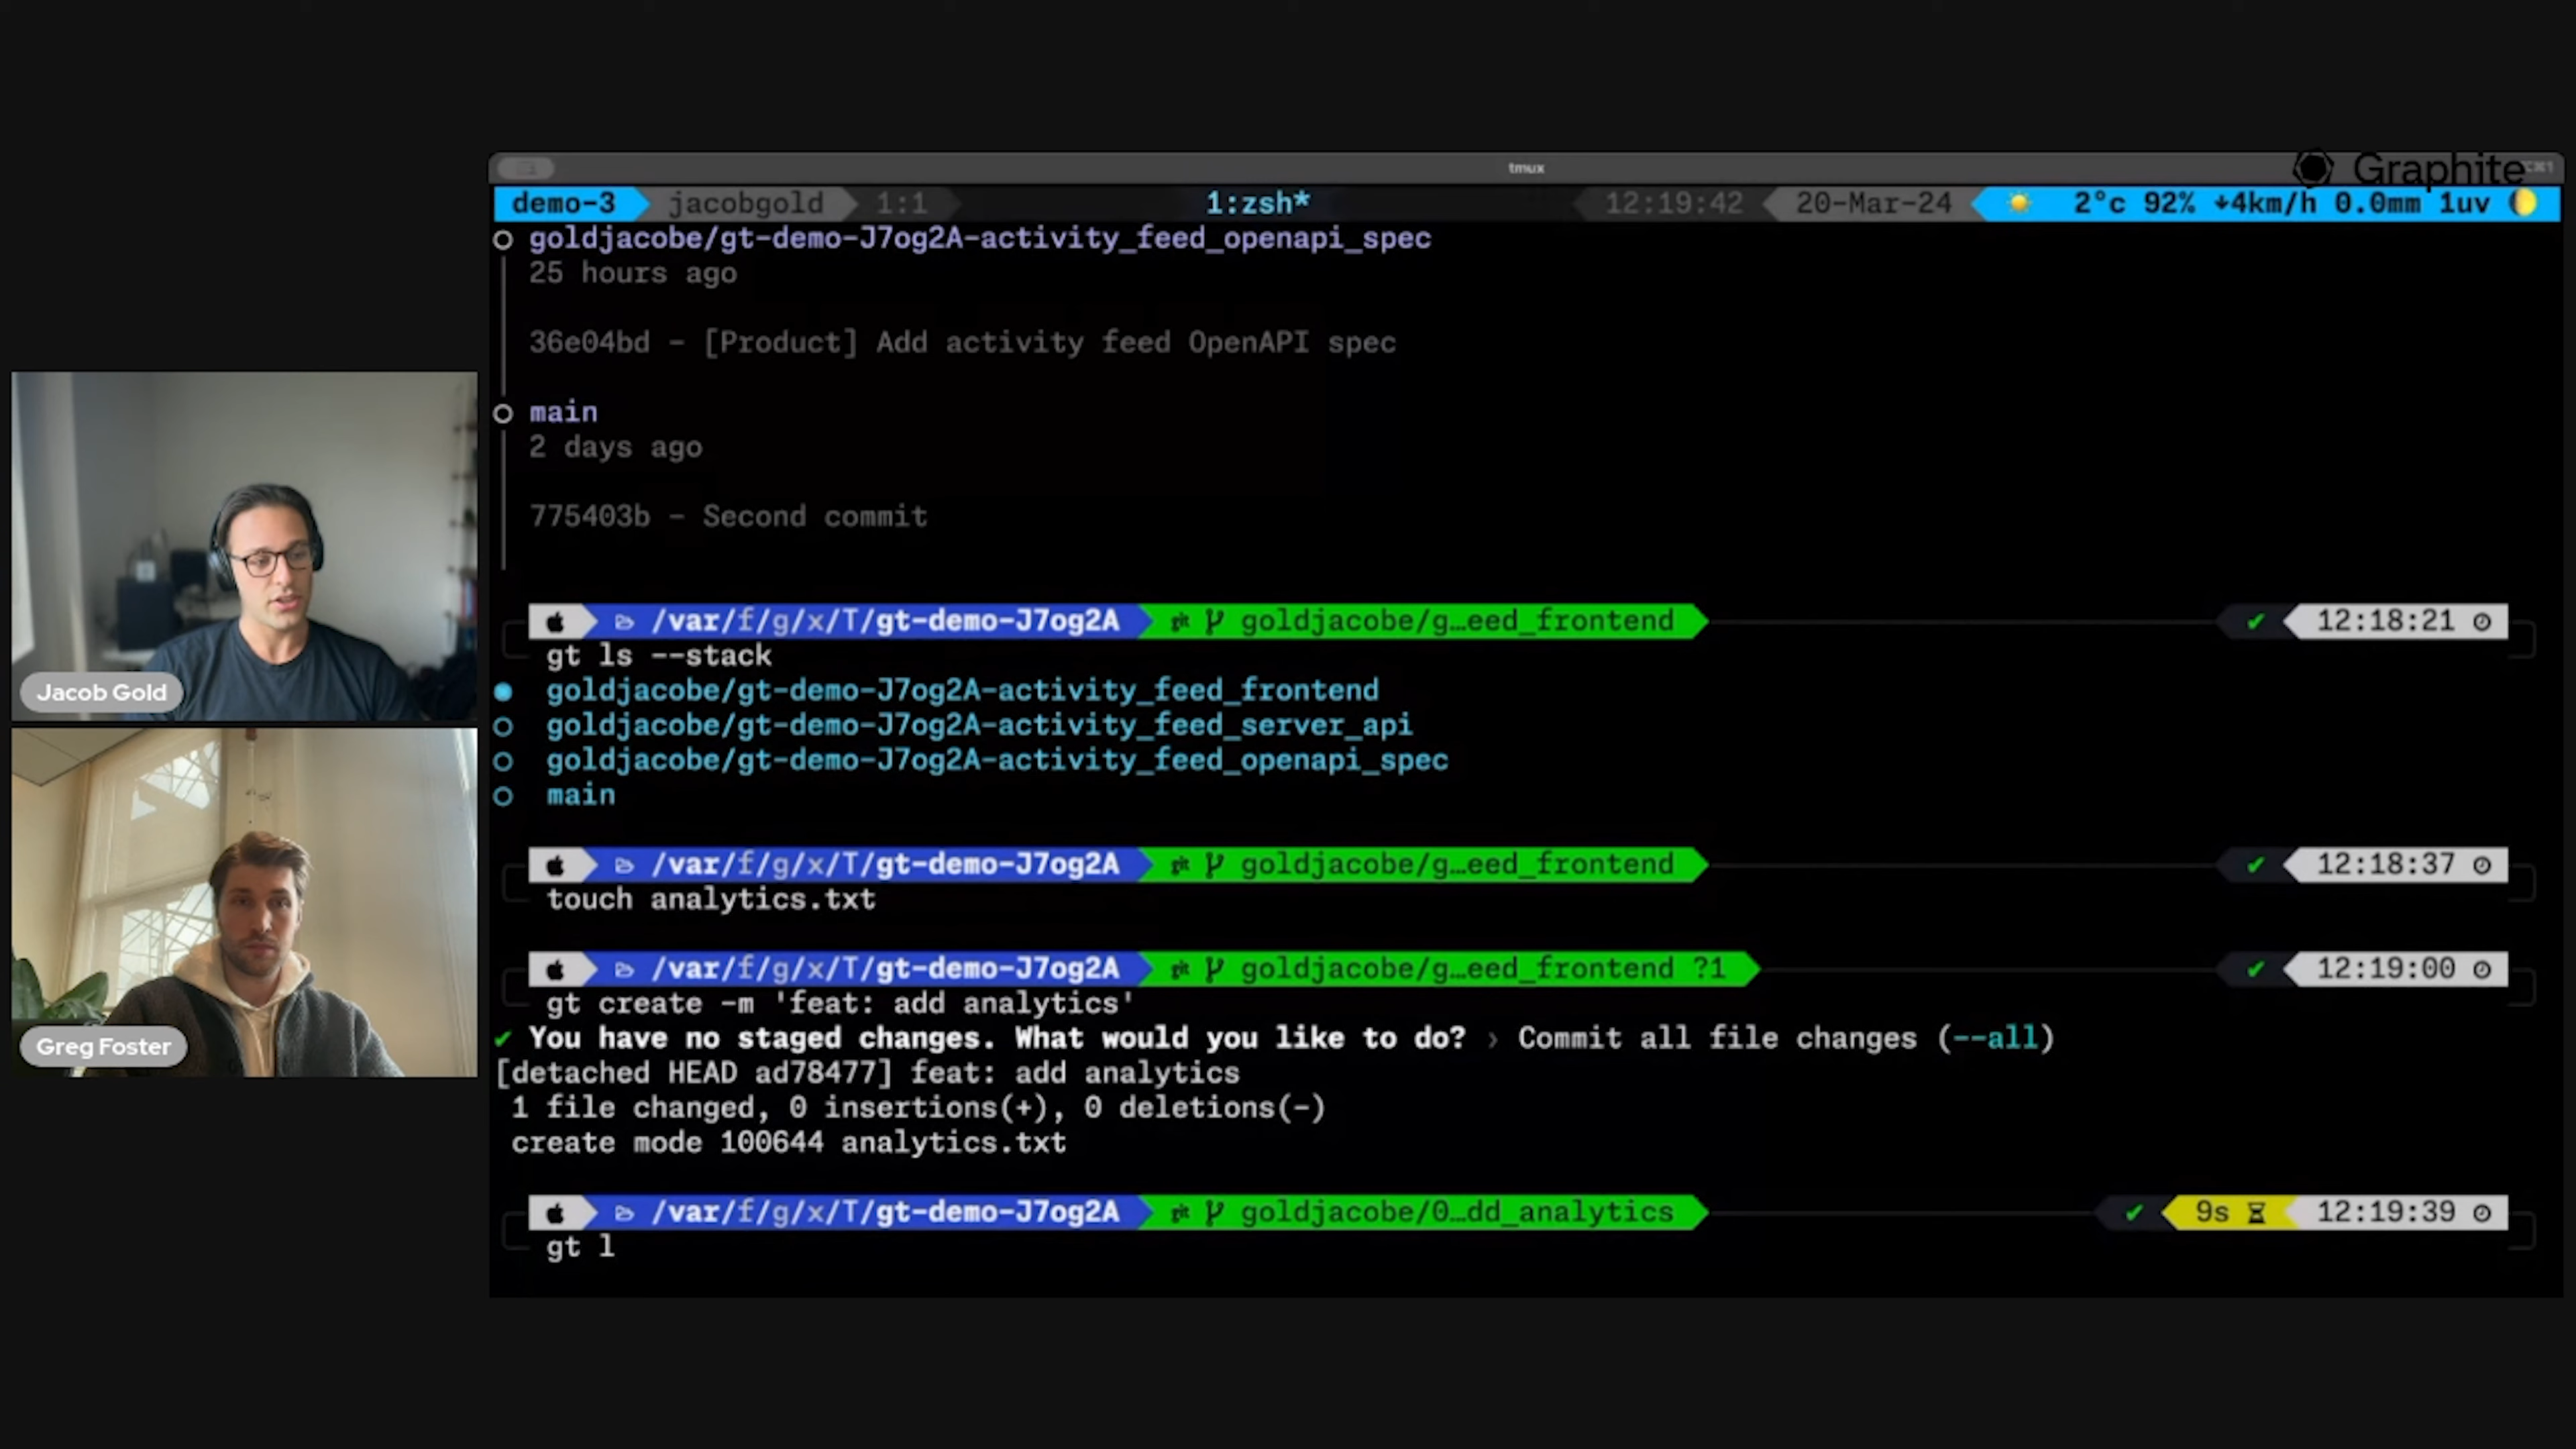 tmux
Graphite
demo-3 jacobgold 1:1 1:zsh* 12:19:42 20-Mar-24 2°c 92% ↓4km/h 0.0mm 1uv
goldjacobe/gt-demo-J7og2A-activity_feed_openapi_spec
25 hours ago
36e04bd - [Product] Add activity feed OpenAPI spec
main
2 days ago
775403b - Second commit
/var/f/g/x/T/gt-demo-J7og2A git goldjacobe/g…eed_frontend ✔ 12:18:21
gt ls --stack
goldjacobe/gt-demo-J7og2A-activity_feed_frontend
goldjacobe/gt-demo-J7og2A-activity_feed_server_api
goldjacobe/gt-demo-J7og2A-activity_feed_openapi_spec
main
/var/f/g/x/T/gt-demo-J7og2A git goldjacobe/g…eed_frontend ✔ 12:18:37
touch analytics.txt
/var/f/g/x/T/gt-demo-J7og2A git goldjacobe/g…eed_frontend ?1 ✔ 12:19:00
gt create -m 'feat: add analytics'
✔ You have no staged changes. What would you like to do? › Commit all file changes (--all)
[detached HEAD ad78477] feat: add analytics
1 file changed, 0 insertions(+), 0 deletions(-)
create mode 100644 analytics.txt
/var/f/g/x/T/gt-demo-J7og2A git goldjacobe/0…dd_analytics ✔ 9s 12:19:39
gt l
Jacob Gold
Greg Foster